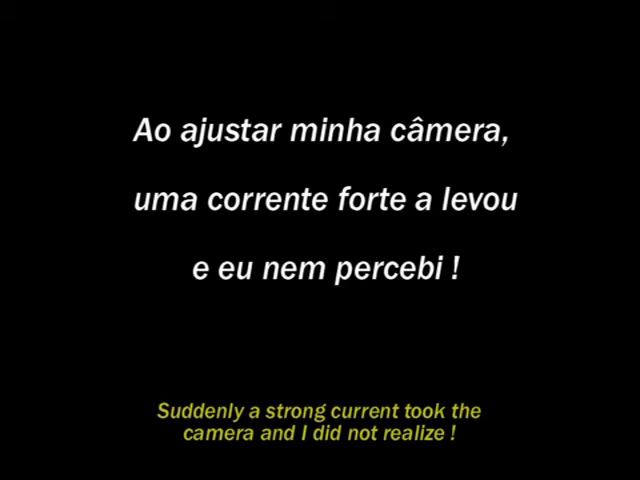 Ao ajustar minha câmera,
uma corrente forte a levou
e eu nem percebi !
Suddenly a strong current took the
camera and I did not realize !